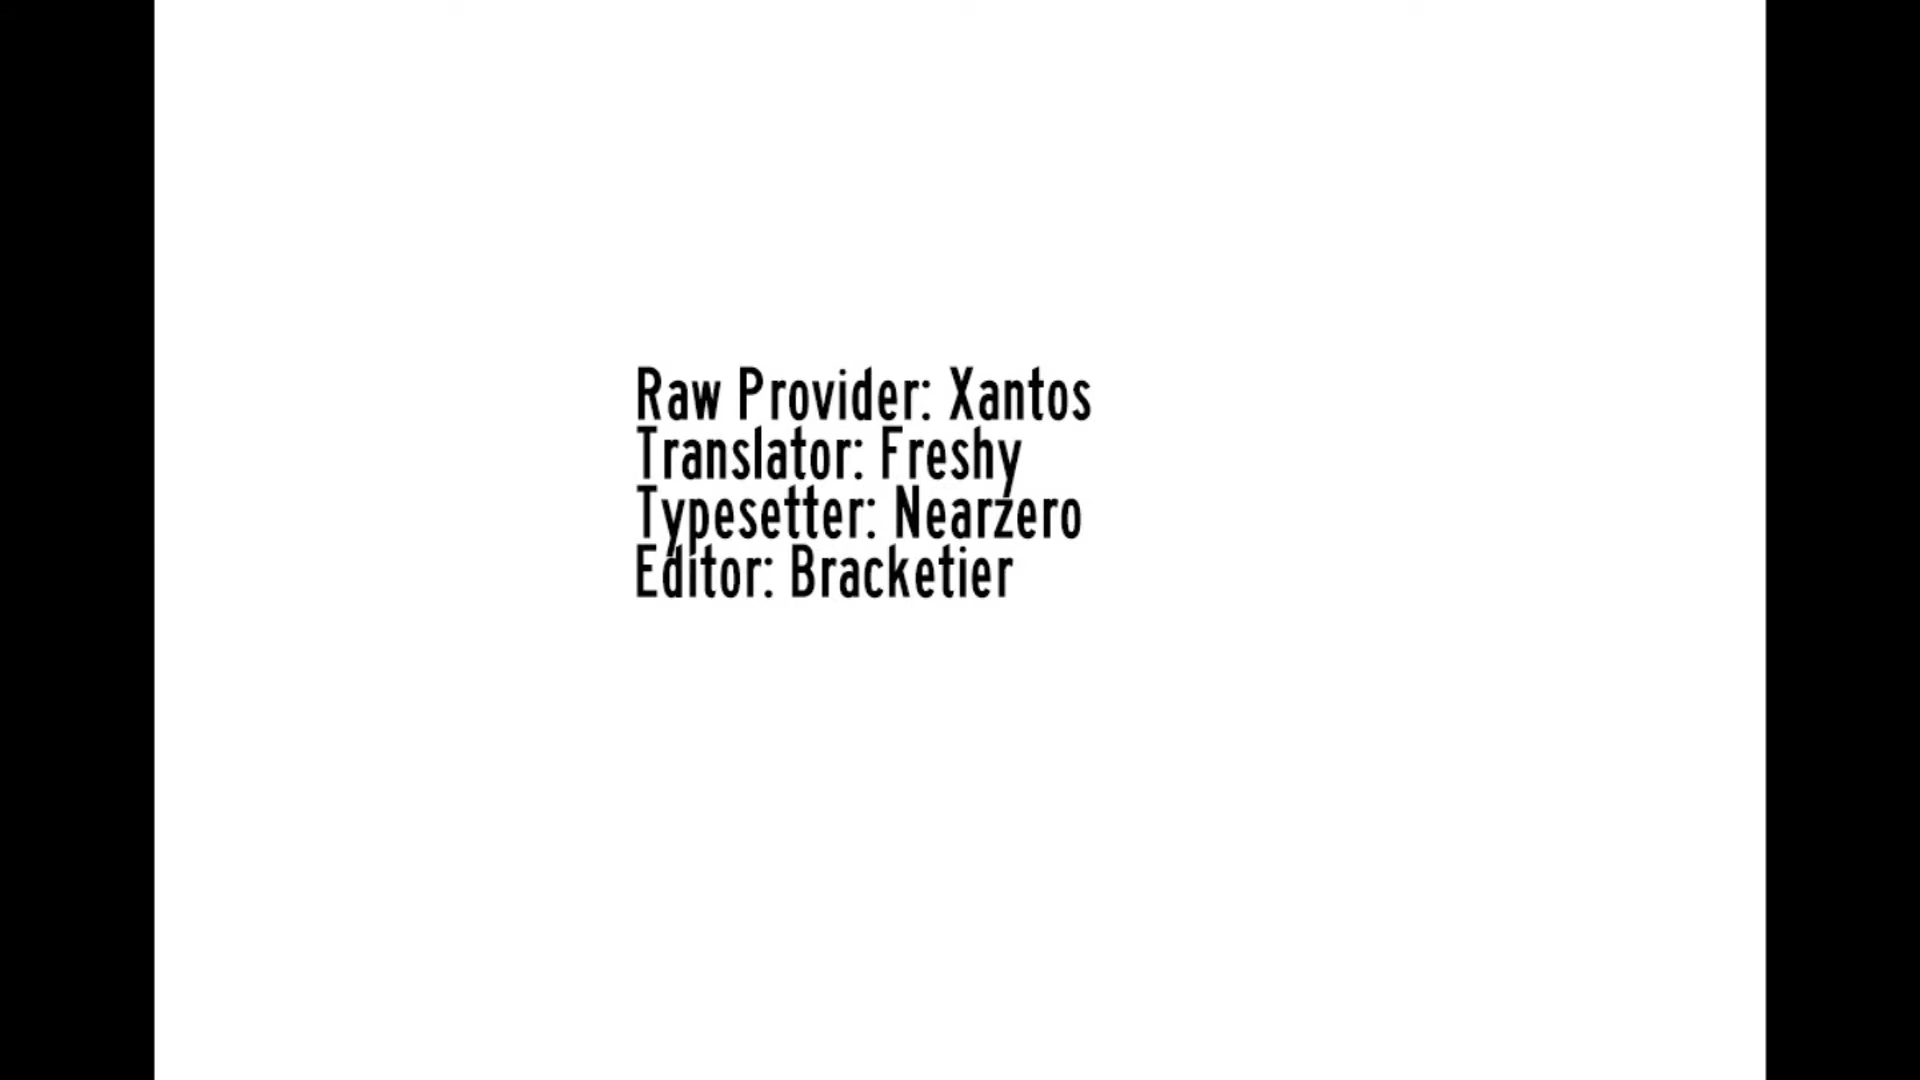 Raw Provider: Xantos
Translator: Freshy
Typesetter: Nearzero
Editor: Bracketier